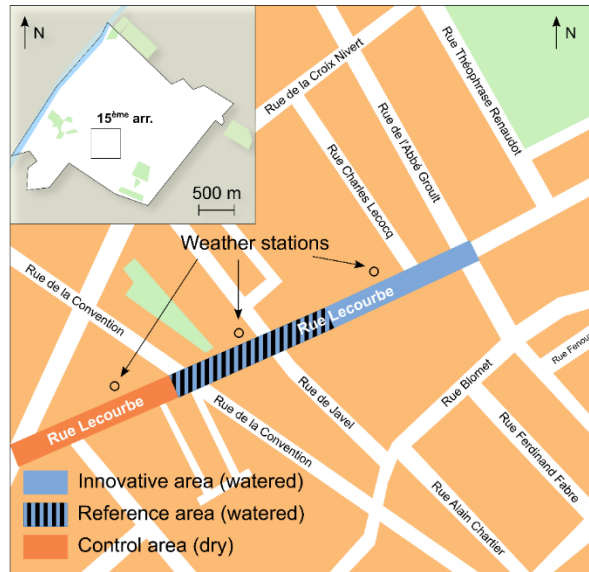 N
15ème arr.
500 m
N
Rue de la Croix Nivert
Rue Théophrase Renaudot
Rue de l'Abbé Groult
Rue Charles Lecocq
Weather stations
Rue de la Convention
Rue Lecourbe
Rue Lecourbe
Rue de la Convention
Rue de Javel
Rue Blomet
Rue Fenoux
Rue Ferdinand Fabre
Rue Alain Chartier
Innovative area (watered)
Reference area (watered)
Control area (dry)